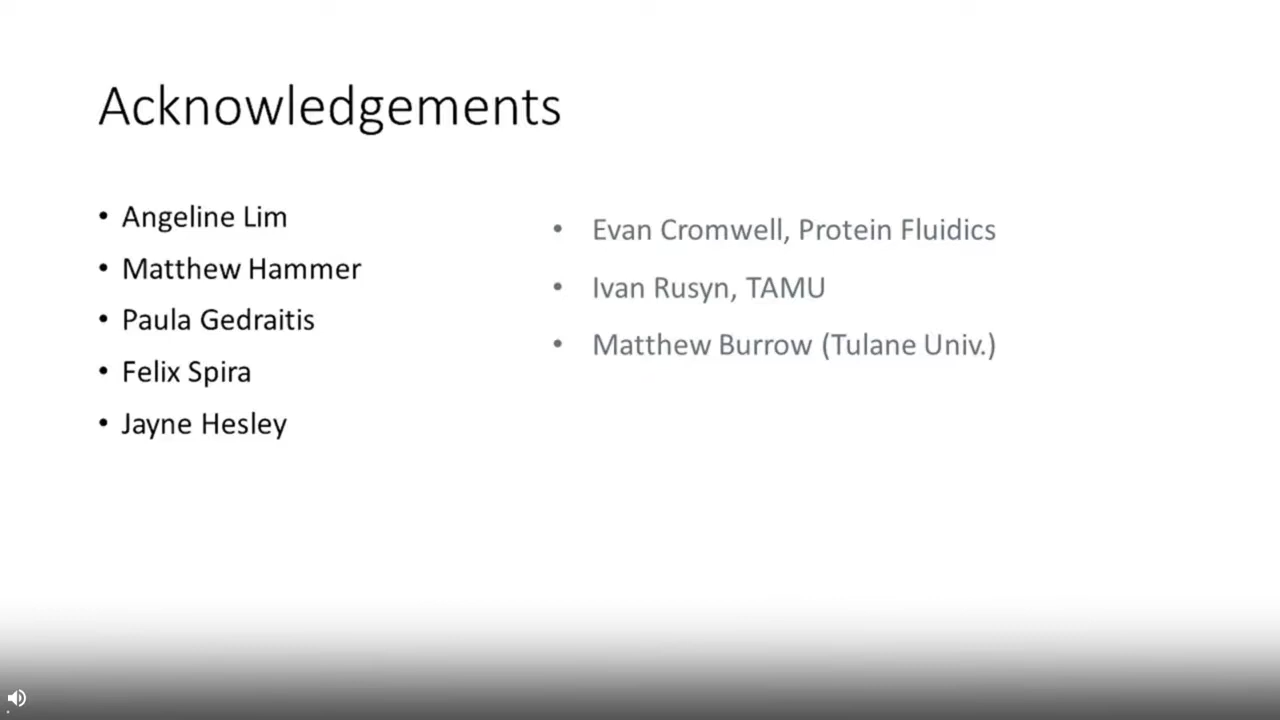 Acknowledgements
• Angeline Lim
• Matthew Hammer
• Paula Gedraitis
• Felix Spira
• Jayne Hesley
• Evan Cromwell, Protein Fluidics
• Ivan Rusyn, TAMU
• Matthew Burrow (Tulane Univ.)